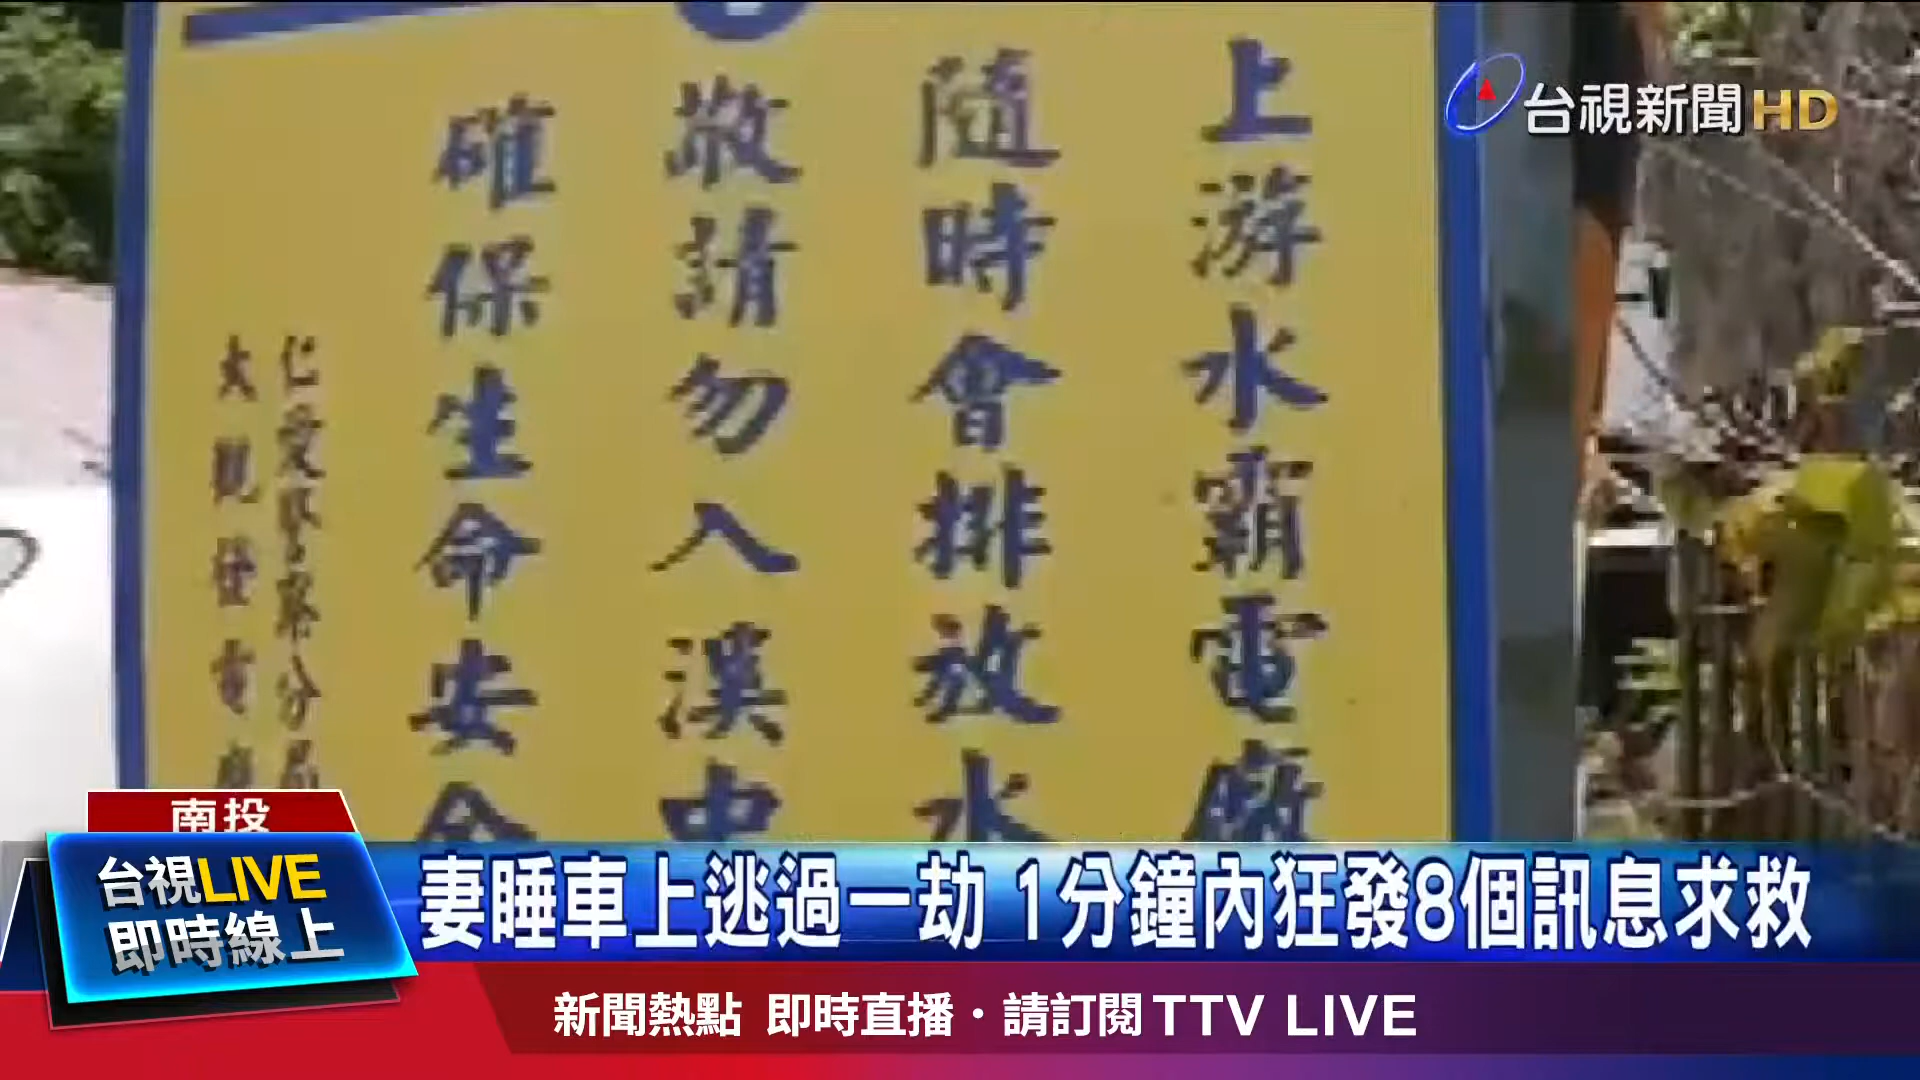 上游水霸電廠
隨時會排放水
敬請勿入溪中
確保生命安全
仁愛警察分局
大觀發電廠
台視新聞HD
南投
台視LIVE
即時線上
妻睡車上逃過一劫 1分鐘內狂發8個訊息求救
新聞熱點 即時直播・請訂閱TTV LIVE